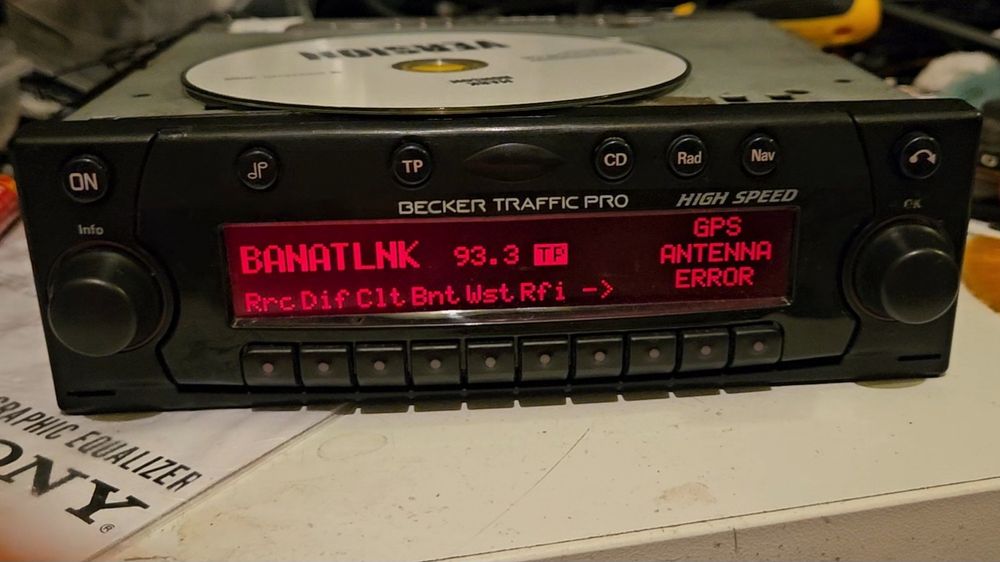 VERSION
ON
TP
CD
Rad
Nav
Info
OK
BECKER TRAFFIC PRO
HIGH SPEED
BANATLNK 93.3 TP
GPS
ANTENNA
ERROR
Rrc Dif Clt Bnt Wst Rfi ->
GRAPHIC EQUALIZER
ONY®